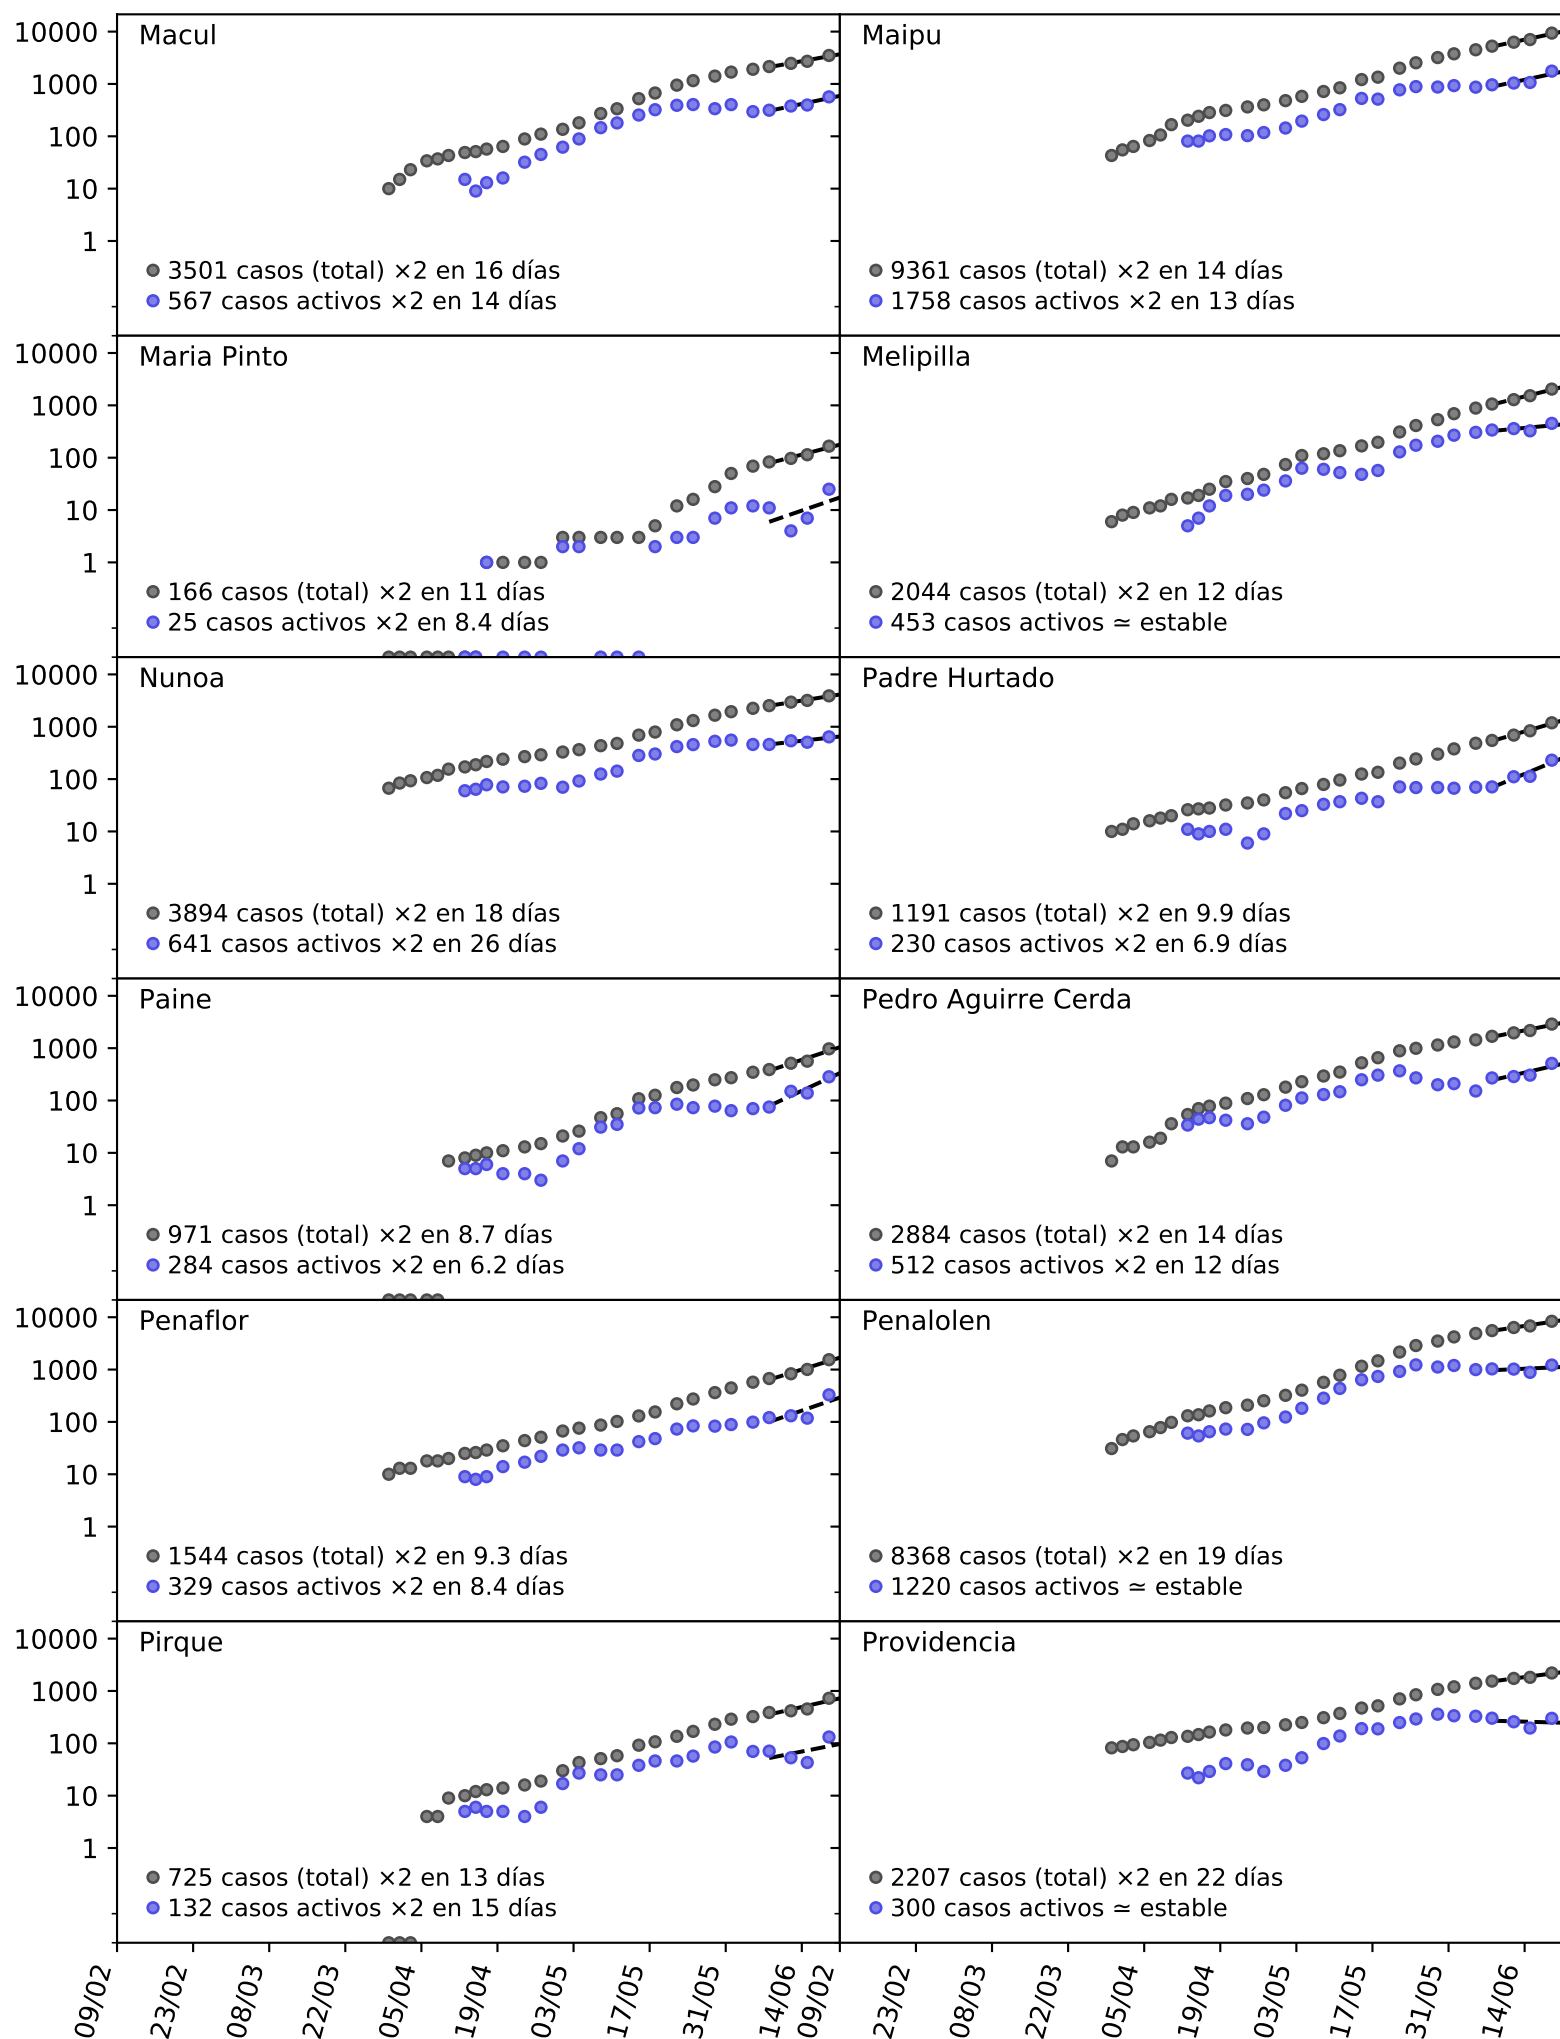 10000 Macul Maipu
1000
100
10
1
3501 casos (total) ×2 en 16 días 9361 casos (total) ×2 en 14 días
567 casos activos ×2 en 14 días 1758 casos activos ×2 en 13 días
10000 Maria Pinto Melipilla
1000
100
10
1
166 casos (total) ×2 en 11 días 2044 casos (total) ×2 en 12 días
25 casos activos ×2 en 8.4 días 453 casos activos ≃ estable
10000 Nunoa Padre Hurtado
1000
100
10
1
3894 casos (total) ×2 en 18 días 1191 casos (total) ×2 en 9.9 días
641 casos activos ×2 en 26 días 230 casos activos ×2 en 6.9 días
10000 Paine Pedro Aguirre Cerda
1000
100
10
1
971 casos (total) ×2 en 8.7 días 2884 casos (total) ×2 en 14 días
284 casos activos ×2 en 6.2 días 512 casos activos ×2 en 12 días
10000 Penaflor Penalolen
1000
100
10
1
1544 casos (total) ×2 en 9.3 días 8368 casos (total) ×2 en 19 días
329 casos activos ×2 en 8.4 días 1220 casos activos ≃ estable
10000 Pirque Providencia
1000
100
10
1
725 casos (total) ×2 en 13 días 2207 casos (total) ×2 en 22 días
132 casos activos ×2 en 15 días 300 casos activos ≃ estable
09/02 23/02 08/03 22/03 05/04 19/04 03/05 17/05 31/05 14/06 09/02 23/02 08/03 22/03 05/04 19/04 03/05 17/05 31/05 14/06